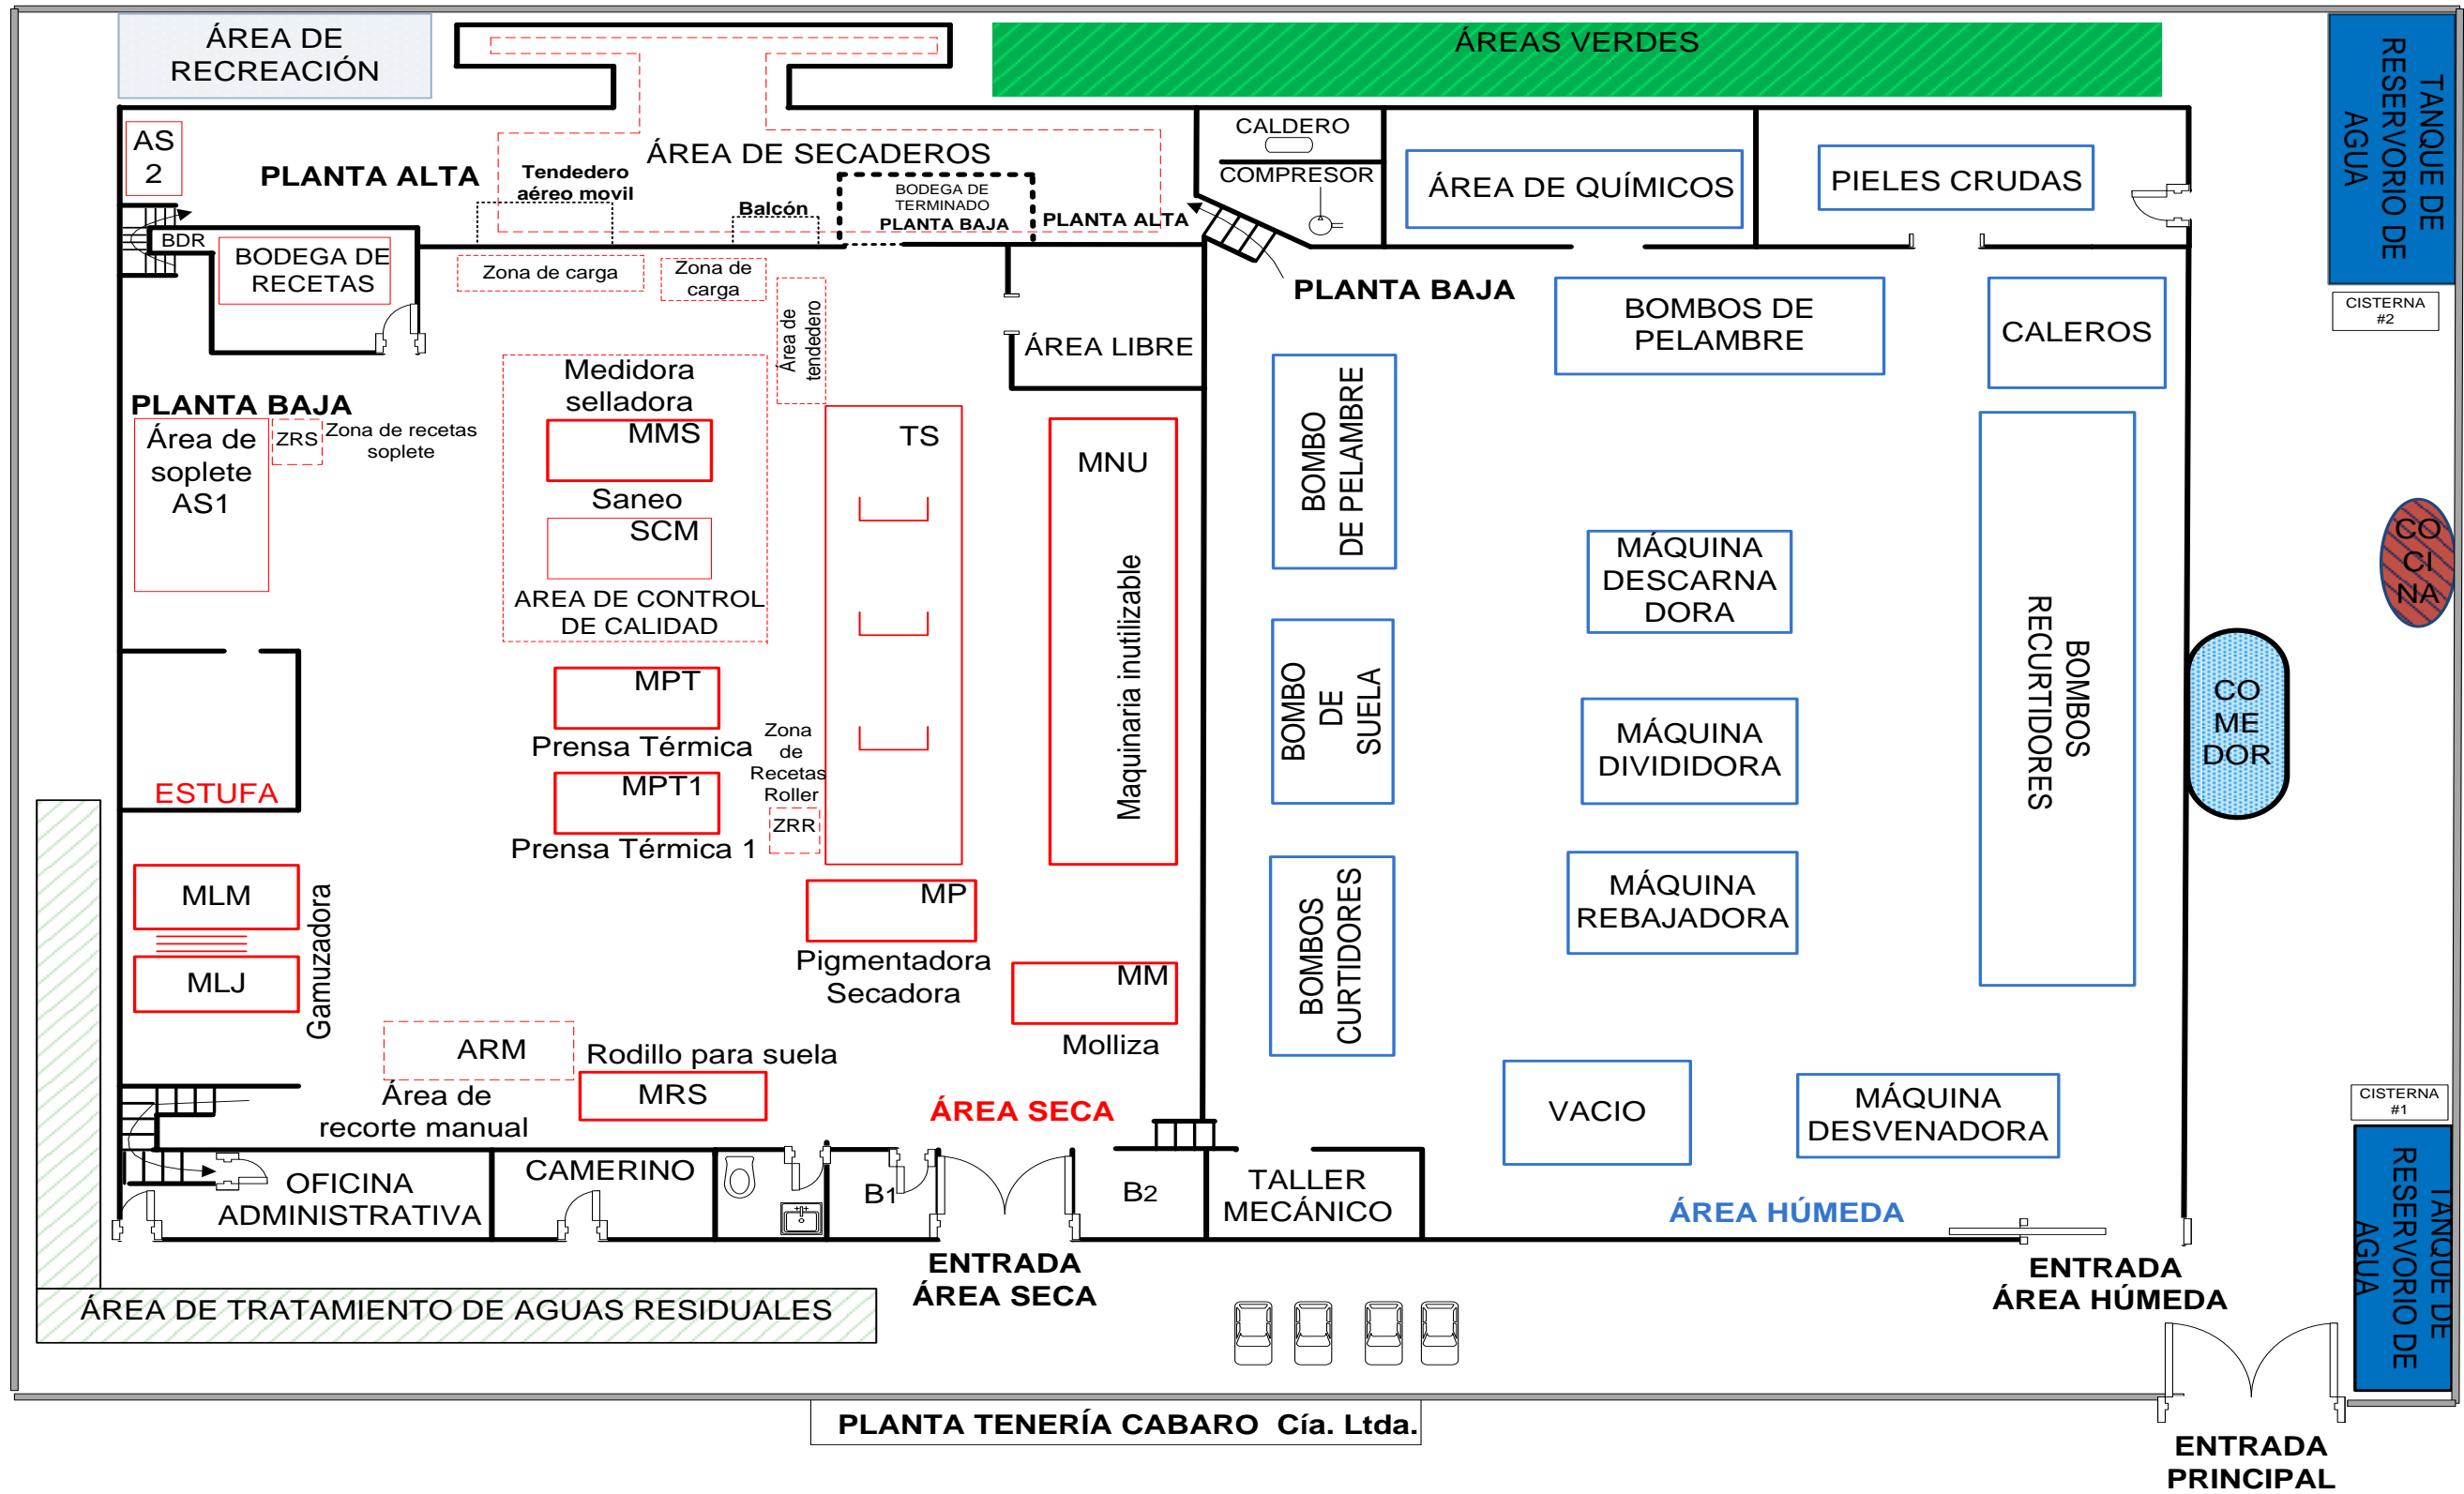 ÁREA DE
RECREACIÓN
ÁREAS VERDES
TANQUE DE
RESERVORIO DE
AGUA
AS
2
PLANTA ALTA
ÁREA DE SECADEROS
Tendedero
aéreo movil
Balcón
BODEGA DE
TERMINADO
PLANTA BAJA
PLANTA ALTA
CALDERO
COMPRESOR
ÁREA DE QUÍMICOS
PIELES CRUDAS
BDR
BODEGA DE
RECETAS
Zona de carga
Zona de
carga
Área de
tendedero
ÁREA LIBRE
PLANTA BAJA
BOMBOS DE
PELAMBRE
CALEROS
CISTERNA
#2
PLANTA BAJA
Área de
soplete
AS1
ZRS
Zona de recetas
soplete
Medidora
selladora
MMS
Saneo
SCM
AREA DE CONTROL
DE CALIDAD
TS
MNU
Maquinaria inutilizable
BOMBO
DE PELAMBRE
MÁQUINA
DESCARNA
DORA
BOMBOS
RECURTIDORES
CO
CI
NA
CO
ME
DOR
ESTUFA
MPT
Prensa Térmica
MPT1
Prensa Térmica 1
Zona
de
Recetas
Roller
ZRR
BOMBO
DE
SUELA
MÁQUINA
DIVIDIDORA
MLM
MLJ
Gamuzadora
MP
Pigmentadora
Secadora
MM
Molliza
BOMBOS
CURTIDORES
MÁQUINA
REBAJADORA
ARM
Área de
recorte manual
Rodillo para suela
MRS
ÁREA SECA
VACIO
MÁQUINA
DESVENADORA
CISTERNA
#1
OFICINA
ADMINISTRATIVA
CAMERINO
B1
B2
TALLER
MECÁNICO
ÁREA HÚMEDA
TANQUE DE
RESERVORIO DE
AGUA
ENTRADA
ÁREA SECA
ENTRADA
ÁREA HÚMEDA
ÁREA DE TRATAMIENTO DE AGUAS RESIDUALES
PLANTA TENERÍA CABARO Cía. Ltda.
ENTRADA
PRINCIPAL